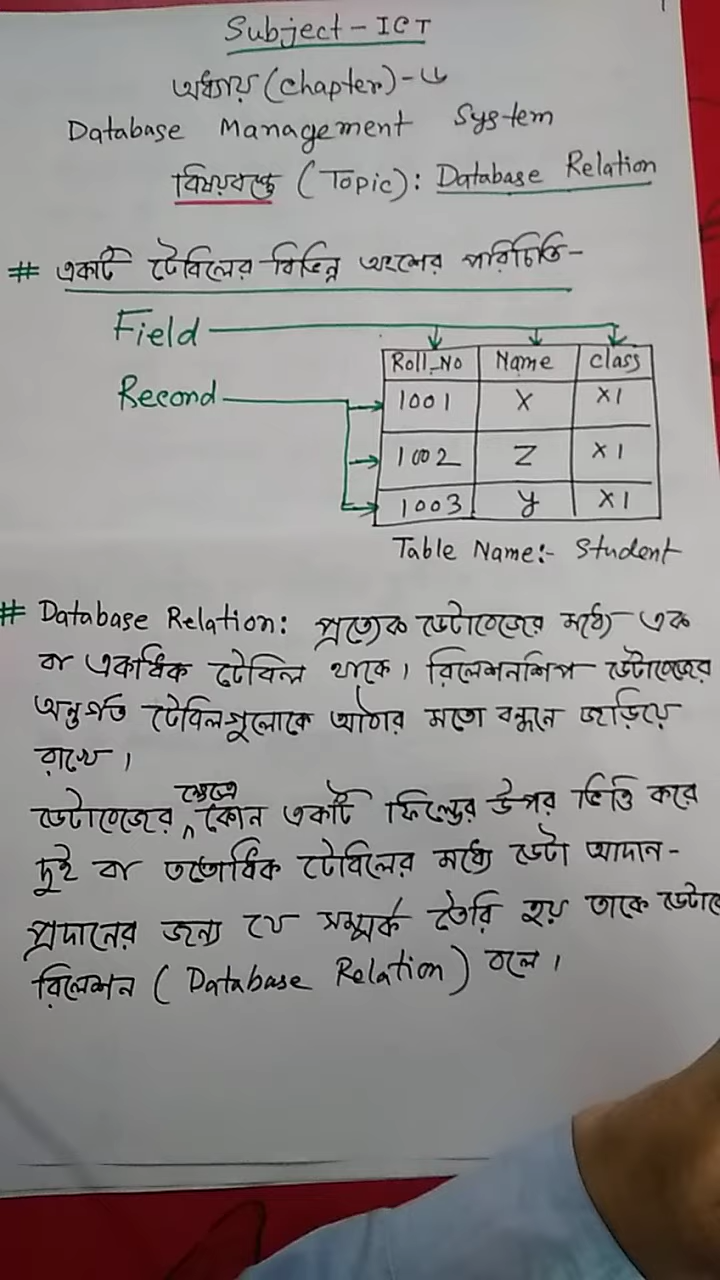 Subject - ICT
অধ্যায় (Chapter) - ৬
Database Management System
বিষয়বস্তু (Topic): Database Relation
# একটি টেবিলের বিভিন্ন অংশের পরিচিতি-
Field
Roll_No Name Class
Record
1001 X XI
1002 Z XI
1003 Y XI
Table Name:- Student
# Database Relation: প্রত্যেক ডেটাবেজের মধ্যে এক
বা একাধিক টেবিল থাকে। রিলেশনশিপ ডেটাবেজের
অন্তর্গত টেবিলগুলোকে আঠার মতো বন্ধনে জড়িয়ে
রাখে।
ডেটাবেজের ক্ষেত্রে কোন একটি ফিল্ডের উপর ভিত্তি করে
দুই বা ততোধিক টেবিলের মধ্যে ডেটা আদান-
প্রদানের জন্য যে সম্পর্ক তৈরি হয় তাকে ডেটাবে
রিলেশন (Database Relation) বলে।